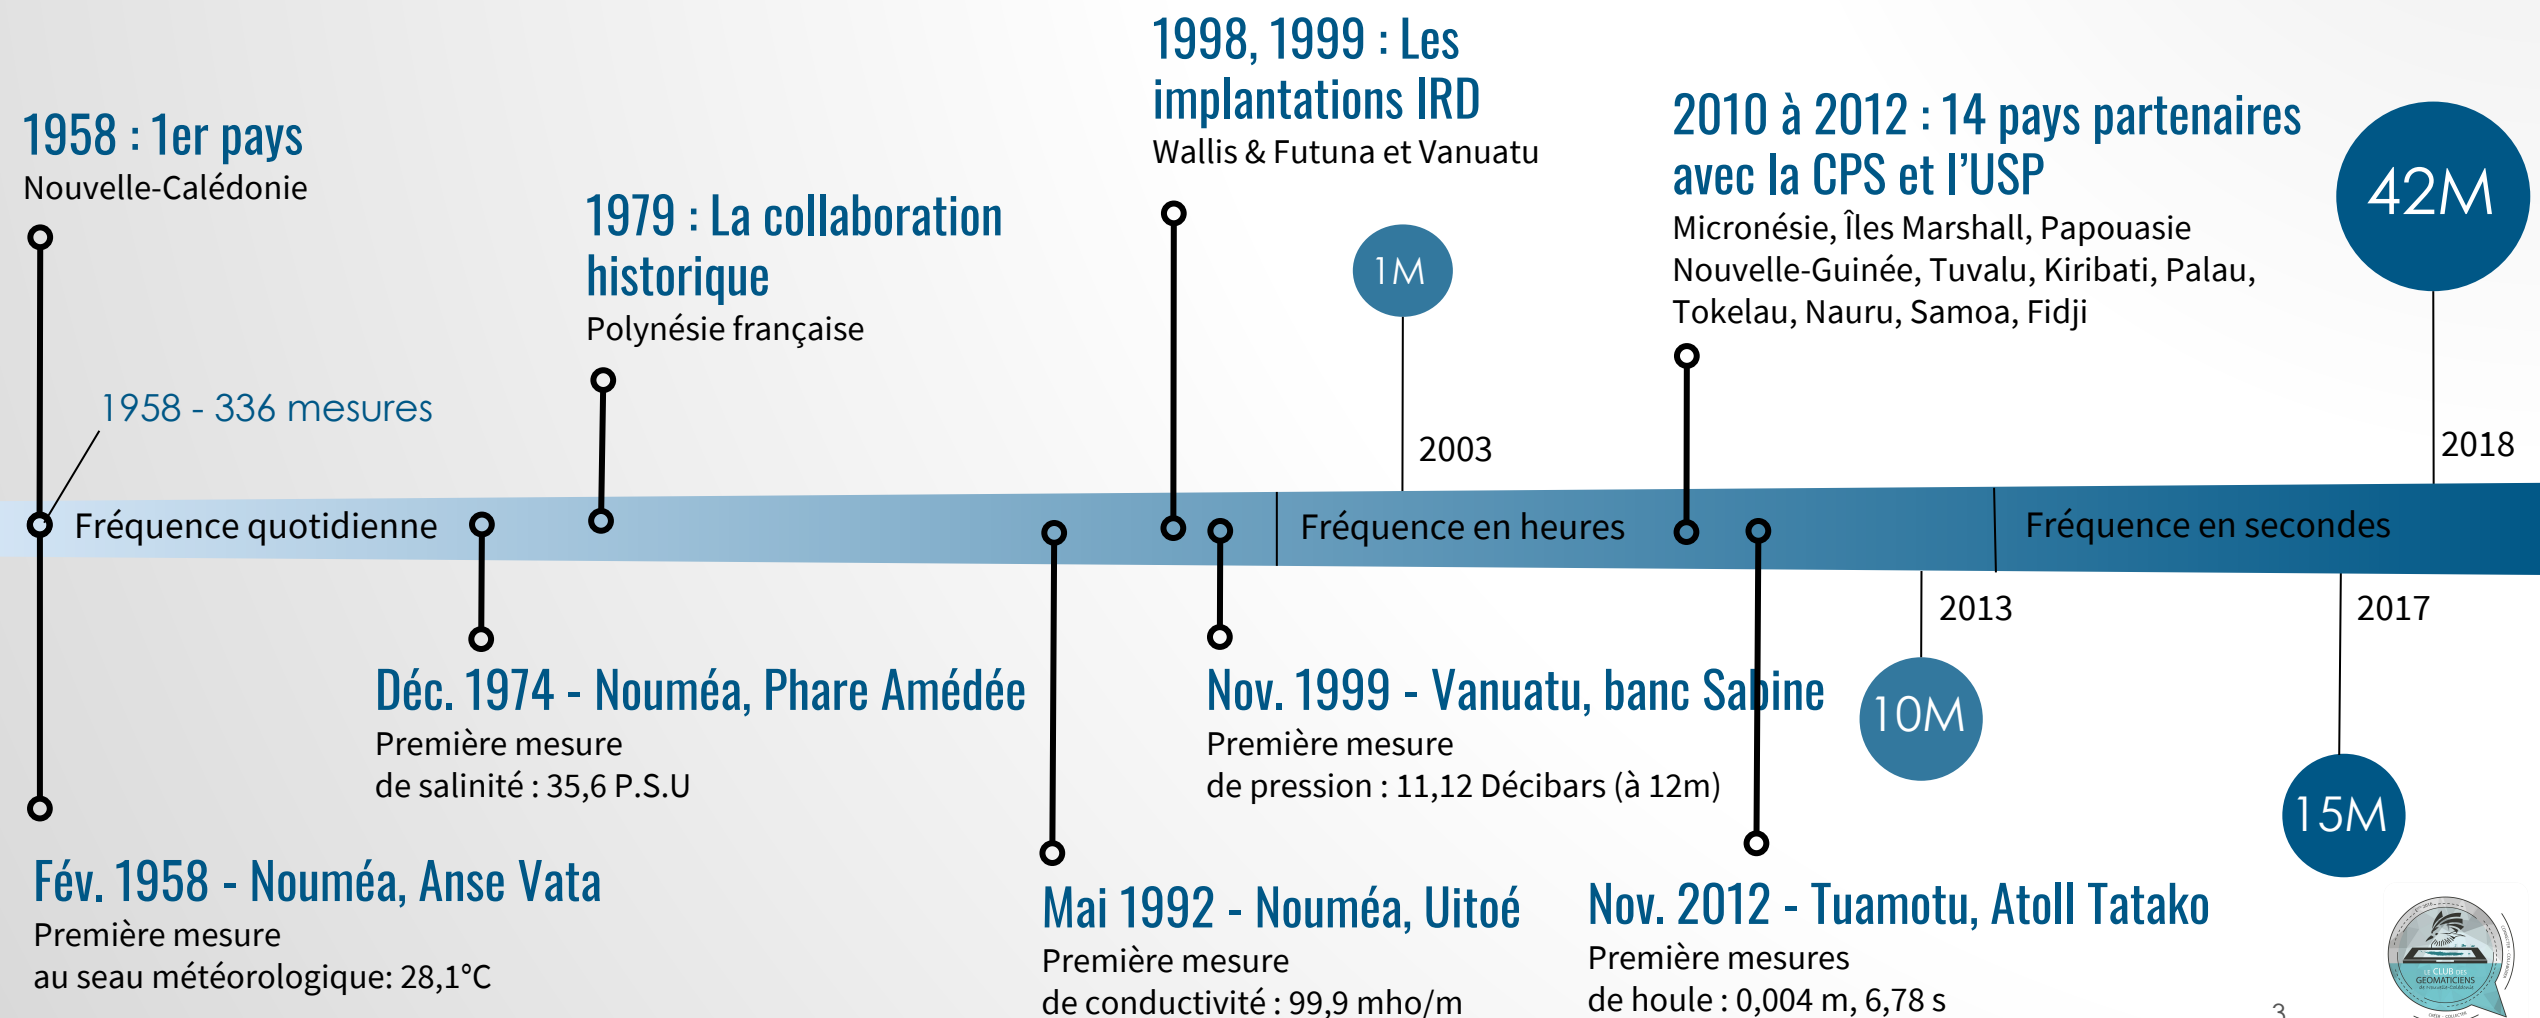 1958 : 1er pays
Nouvelle-Calédonie
1958 - 336 mesures
1979 : La collaboration
historique
Polynésie française
1998, 1999 : Les
implantations IRD
Wallis & Futuna et Vanuatu
1M
2003
2010 à 2012 : 14 pays partenaires
avec la CPS et l'USP
Micronésie, Îles Marshall, Papouasie
Nouvelle-Guinée, Tuvalu, Kiribati, Palau,
Tokelau, Nauru, Samoa, Fidji
42M
2018
Fréquence quotidienne
Fréquence en heures
Fréquence en secondes
Fév. 1958 - Nouméa, Anse Vata
Première mesure
au seau météorologique: 28,1°C
Déc. 1974 - Nouméa, Phare Amédée
Première mesure
de salinité : 35,6 P.S.U
Mai 1992 - Nouméa, Uitoé
Première mesure
de conductivité : 99,9 mho/m
Nov. 1999 - Vanuatu, banc Sabine
Première mesure
de pression : 11,12 Décibars (à 12m)
Nov. 2012 - Tuamotu, Atoll Tatako
Première mesures
de houle : 0,004 m, 6,78 s
2013
10M
2017
15M
LE CLUB DES
GEOMATICIENS
3